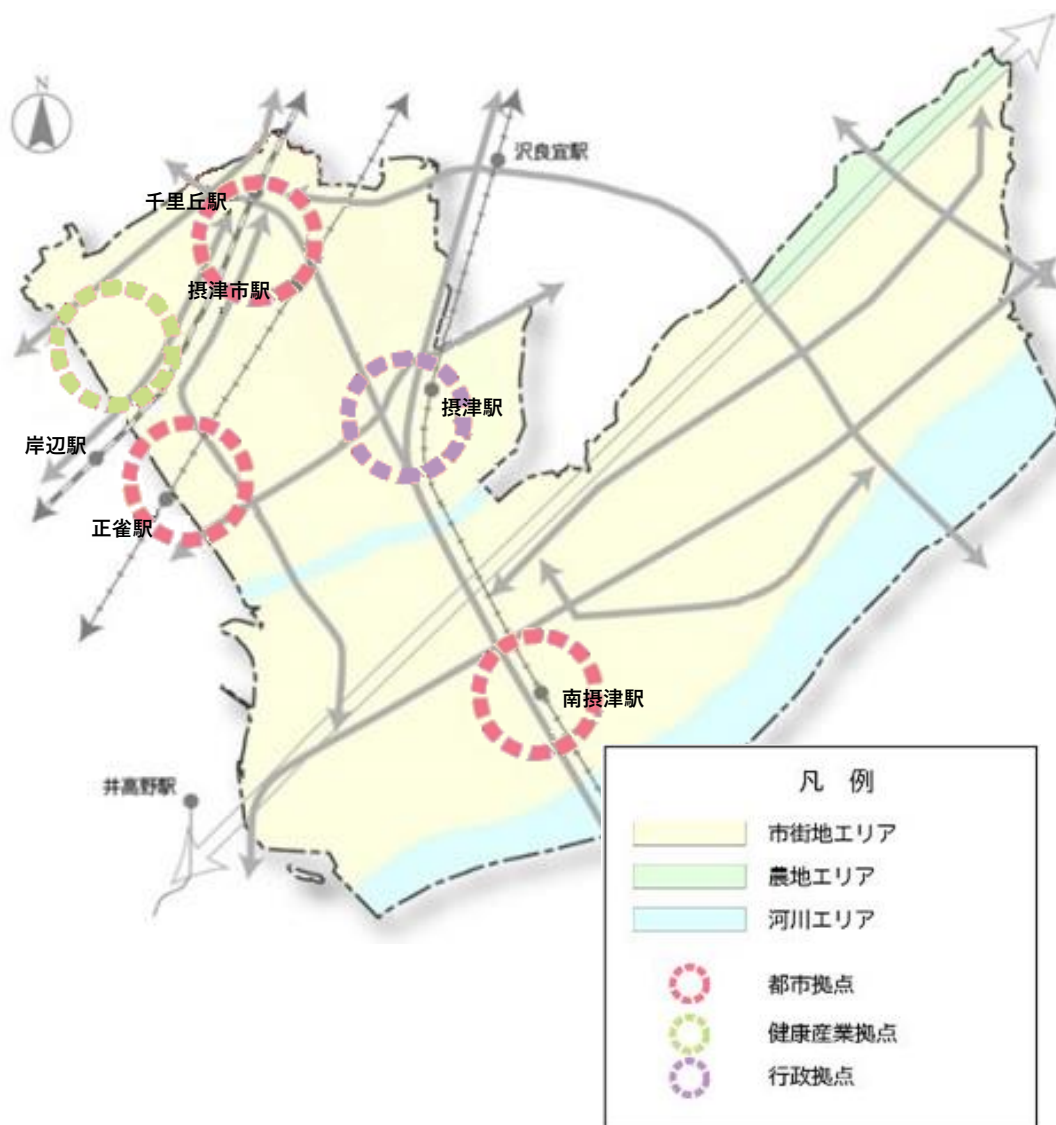 N
沢良宜駅
千里丘駅
摂津市駅
摂津駅
岸辺駅
正雀駅
南摂津駅
井高野駅
凡 例
市街地エリア
農地エリア
河川エリア
都市拠点
健康産業拠点
行政拠点